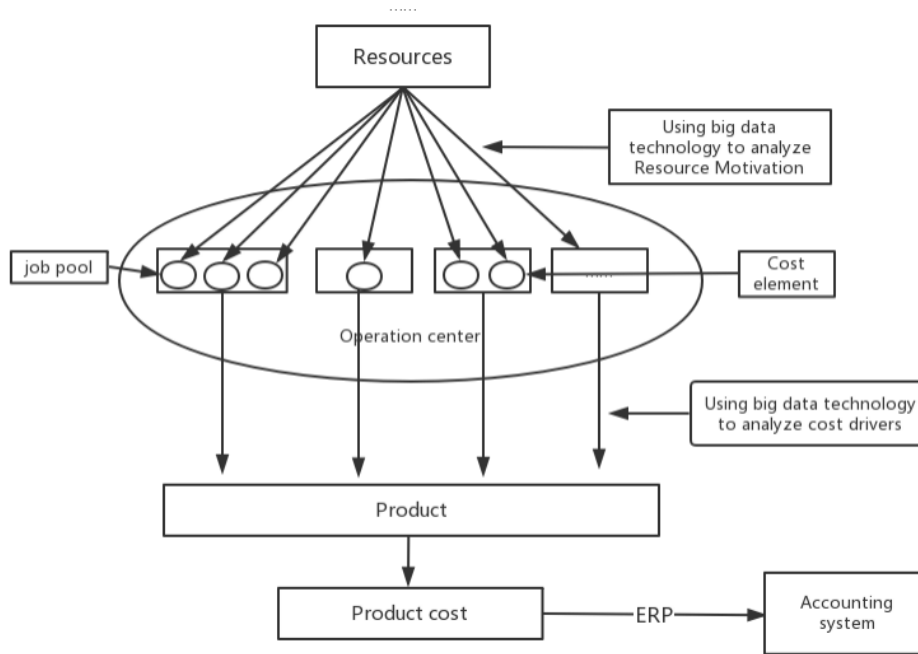 ……
Resources
Using big data
technology to analyze
Resource Motivation
job pool
……
Cost
element
Operation center
Using big data technology
to analyze cost drivers
Product
Product cost
ERP
Accounting
system